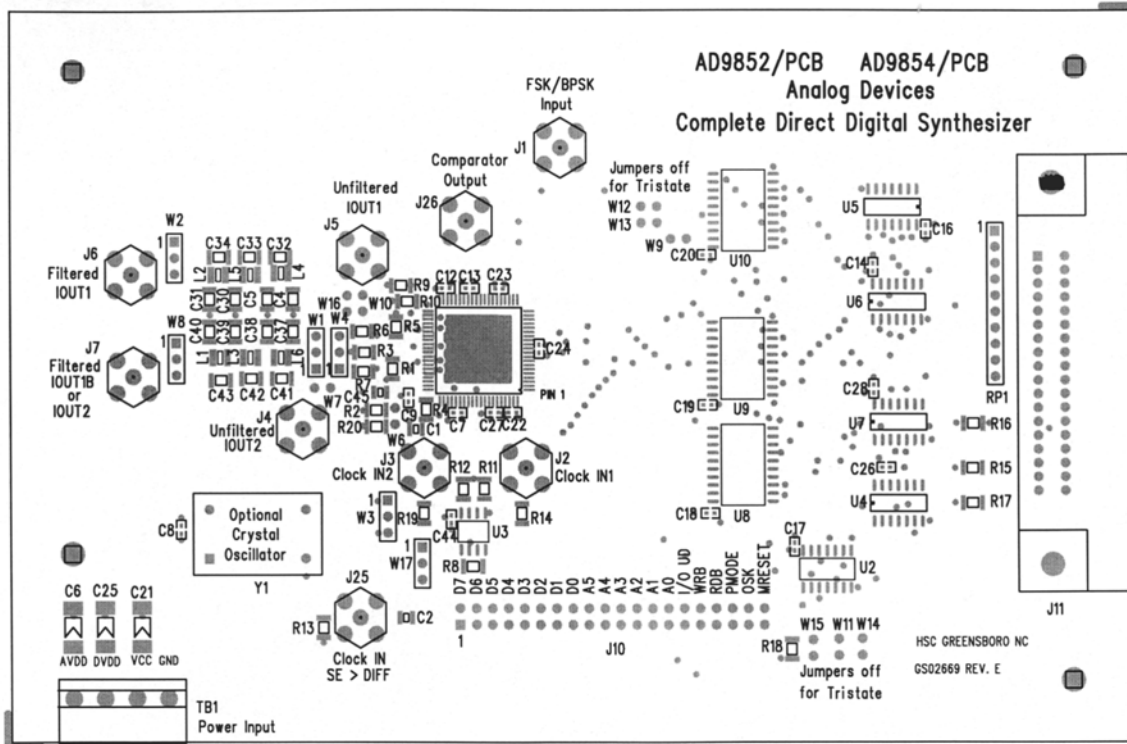 AD9852/PCB AD9854/PCB
Analog Devices
Complete Direct Digital Synthesizer
FSK/BPSK
Input
J1
Comparator
Output
J26
Unfiltered
IOUT1
J5
Jumpers off
for Tristate
W12
W13
W9
C20
U10
U5
C16
C14
U6
W2
1
J6
Filtered
IOUT1
C34 C33 C32
L2 L5 L4
C31 C30 C5 C4
C40 C39 C38 C37
L1 L3 L6
C43 C42 C41
W8
1
J7
Filtered
IOUT1B
or
IOUT2
W16
W10
W1 W4
R9
R10
C12 C13 C23
R5
R6
R3
R1
R7
C45
R2
R20
C9
R4
C1
C7
C27 C22
C24
PIN 1
W7
J4
Unfiltered
IOUT2
W6
J3
Clock IN2
R12 R11
J2
Clock IN1
C19
U9
C28
U7
C26
U4
RP1
1
R16
R15
R17
C18
U8
C17
U2
C8
Optional
Crystal
Oscillator
Y1
1
W3
R19
C44
U3
R14
1
W17
R8
J25
R13
C2
Clock IN
SE > DIFF
D7 D6 D5 D4 D3 D2 D1 D0 A5 A4 A3 A2 A1 A0 I/O UD WRB RDB PMODE OSK MRESET
1
J10
R18
W15 W11 W14
Jumpers off
for Tristate
J11
HSC GREENSBORO NC
GS02669 REV. E
C6 C25 C21
AVDD DVDD VCC GND
TB1
Power Input